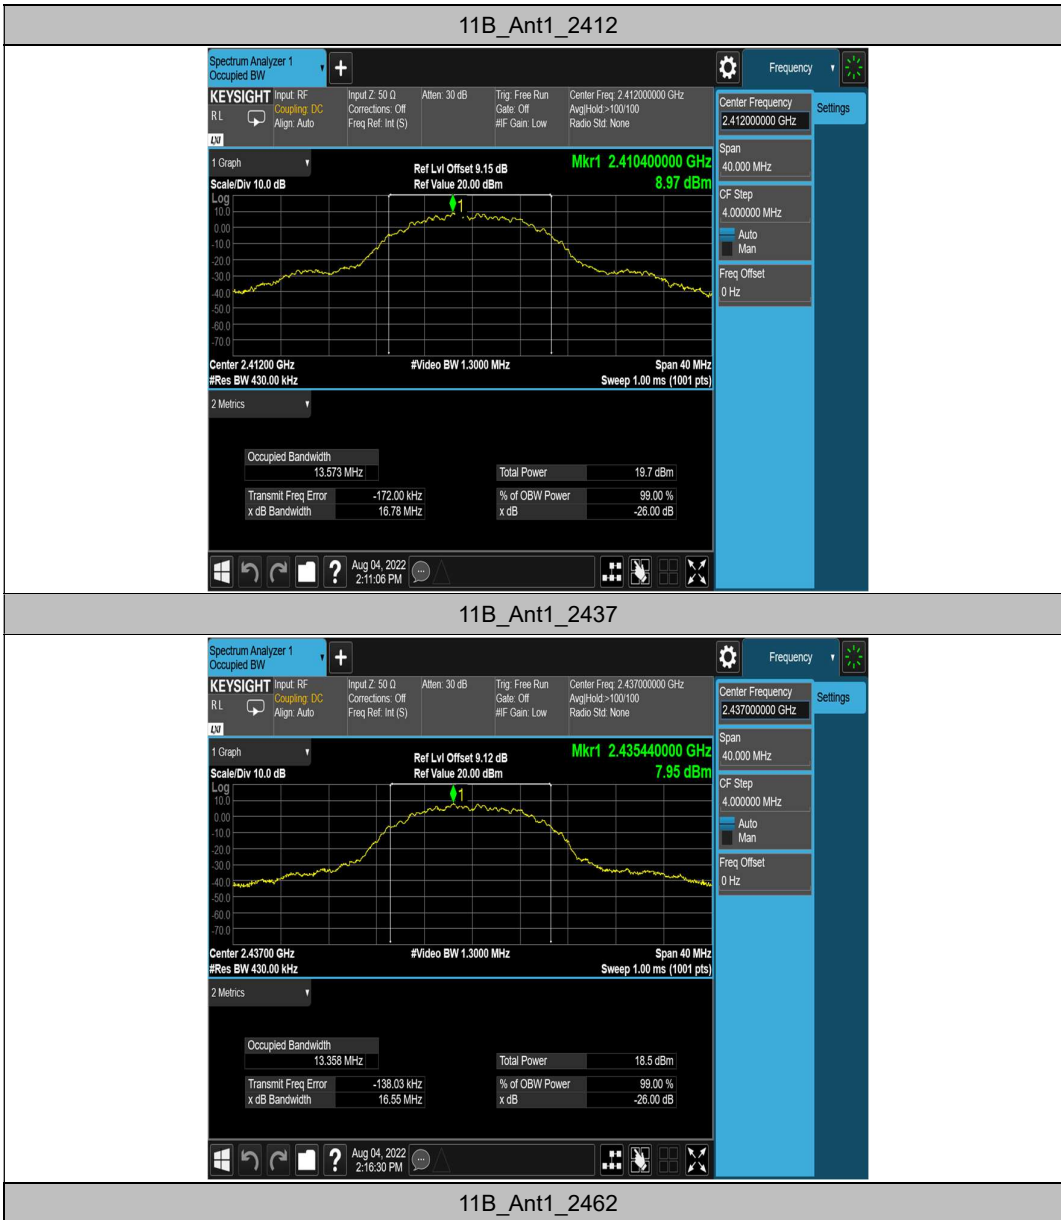 11B_Ant1_2412
Spectrum Analyzer 1
Occupied BW
+
Frequency
KEYSIGHT
RL
LXI
Input: RF
Coupling: DC
Align: Auto
Input Z: 50 Ω
Corrections: Off
Freq Ref: Int (S)
Atten: 30 dB
Trig: Free Run
Gate: Off
#IF Gain: Low
Center Freq: 2.412000000 GHz
Avg|Hold:>100/100
Radio Std: None
Center Frequency
2.412000000 GHz
Settings
Span
40.000 MHz
CF Step
4.000000 MHz
Auto
Man
Freq Offset
0 Hz
1 Graph
Scale/Div 10.0 dB
Ref Lvl Offset 9.15 dB
Ref Value 20.00 dBm
Mkr1 2.410400000 GHz
8.97 dBm
Log
10.0
0.00
-10.0
-20.0
-30.0
-40.0
-50.0
-60.0
-70.0
1
Center 2.41200 GHz
#Res BW 430.00 kHz
#Video BW 1.3000 MHz
Span 40 MHz
Sweep 1.00 ms (1001 pts)
2 Metrics
Occupied Bandwidth
13.573 MHz
Total Power 19.7 dBm
Transmit Freq Error -172.00 kHz
% of OBW Power 99.00 %
x dB Bandwidth 16.78 MHz
x dB -26.00 dB
?
Aug 04, 2022
2:11:06 PM
11B_Ant1_2437
Spectrum Analyzer 1
Occupied BW
+
Frequency
KEYSIGHT
RL
LXI
Input: RF
Coupling: DC
Align: Auto
Input Z: 50 Ω
Corrections: Off
Freq Ref: Int (S)
Atten: 30 dB
Trig: Free Run
Gate: Off
#IF Gain: Low
Center Freq: 2.437000000 GHz
Avg|Hold:>100/100
Radio Std: None
Center Frequency
2.437000000 GHz
Settings
Span
40.000 MHz
CF Step
4.000000 MHz
Auto
Man
Freq Offset
0 Hz
1 Graph
Scale/Div 10.0 dB
Ref Lvl Offset 9.12 dB
Ref Value 20.00 dBm
Mkr1 2.435440000 GHz
7.95 dBm
Log
10.0
0.00
-10.0
-20.0
-30.0
-40.0
-50.0
-60.0
-70.0
1
Center 2.43700 GHz
#Res BW 430.00 kHz
#Video BW 1.3000 MHz
Span 40 MHz
Sweep 1.00 ms (1001 pts)
2 Metrics
Occupied Bandwidth
13.358 MHz
Total Power 18.5 dBm
Transmit Freq Error -138.03 kHz
% of OBW Power 99.00 %
x dB Bandwidth 16.55 MHz
x dB -26.00 dB
?
Aug 04, 2022
2:16:30 PM
11B_Ant1_2462